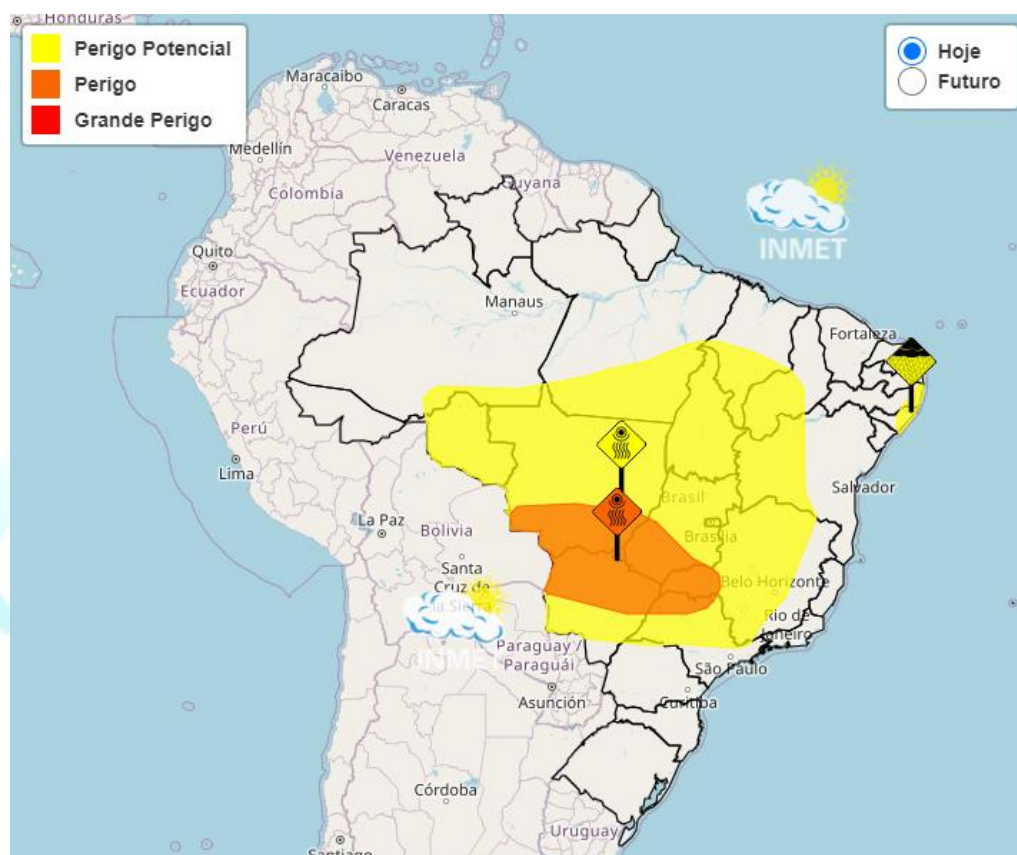 Honduras
Perigo Potencial
Perigo
Grande Perigo
Hoje
Futuro
Maracaibo
Caracas
Medellín
Venezuela
Guyana
Colombia
INMET
Quito
Ecuador
Manaus
Fortaleza
Perú
Lima
Salvador
La Paz
Bolivia
Brasil
Brasília
Santa
Cruz de
la Sierra
Belo Horizonte
Rio de
Janeiro
INMET
Paraguay /
Paraguái
São Paulo
Asunción
Curitiba
Córdoba
Uruguay
Santiago